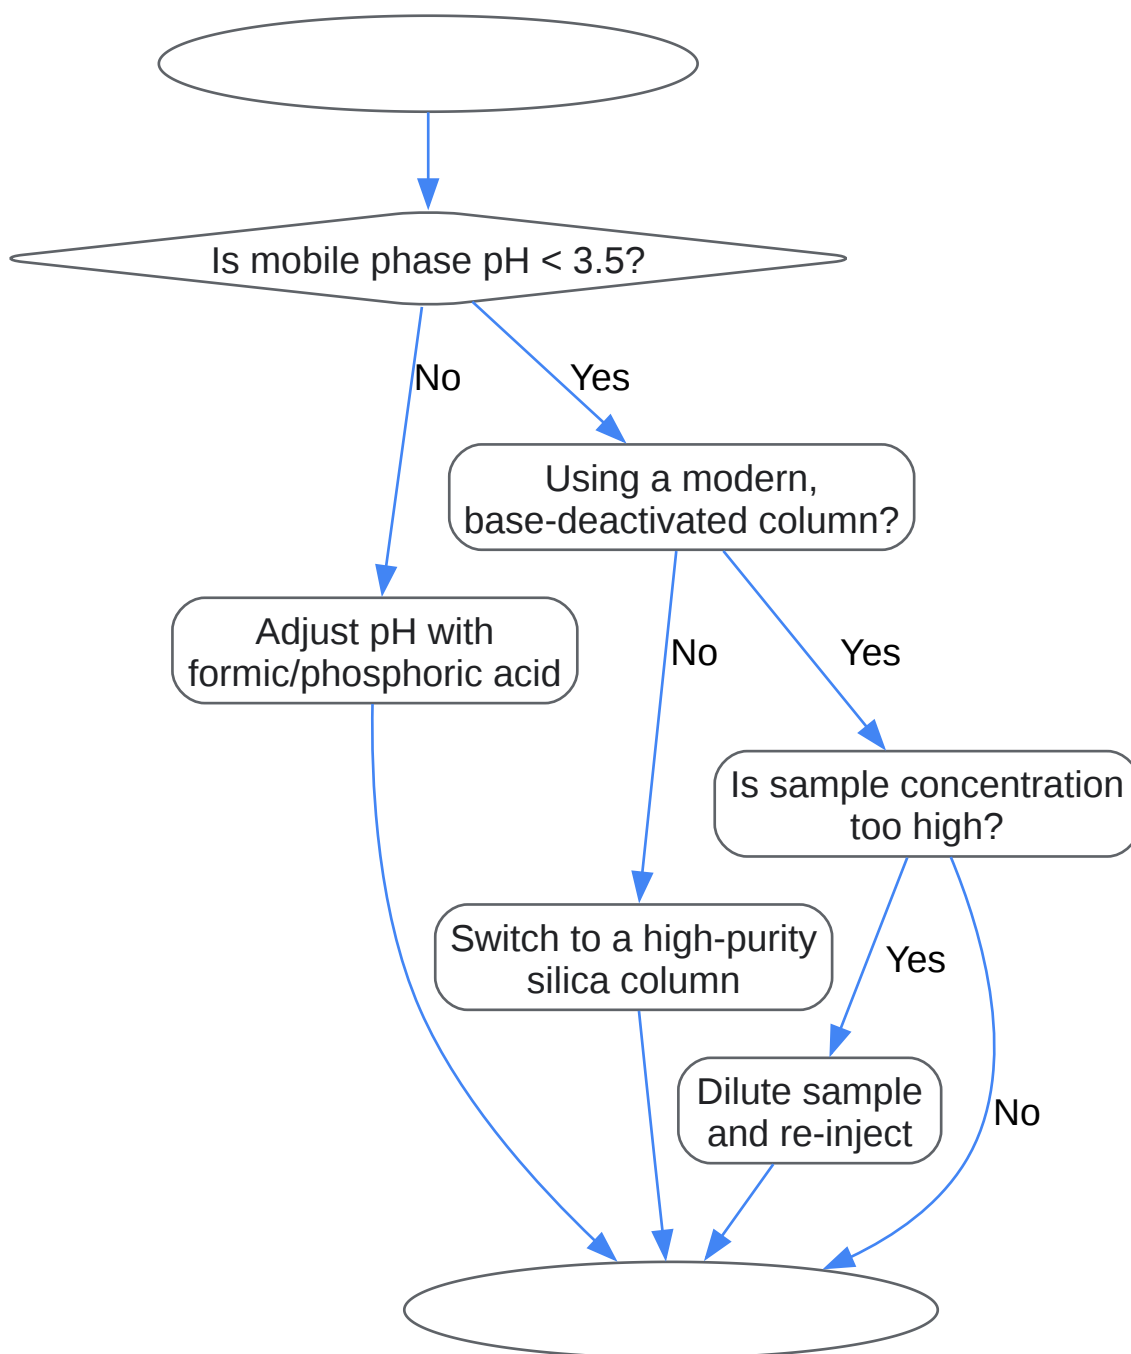 Is mobile phase pH < 3.5?
No
Yes
Using a modern,
base-deactivated column?
Adjust pH with
formic/phosphoric acid
No
Yes
Is sample concentration
too high?
Switch to a high-purity
silica column
Yes
Dilute sample
and re-inject
No